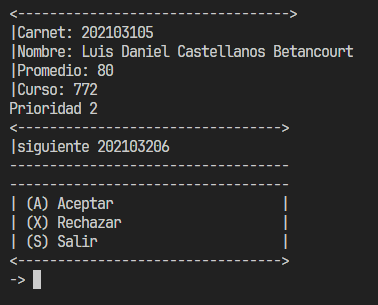 <------------------------------->
|Carnet: 202103105
|Nombre: Luis Daniel Castellanos Betancourt
|Promedio: 80
|Curso: 772
Prioridad 2
<------------------------------>
|siguiente 202103206
--------------------------------
--------------------------------
| (A) Aceptar                  |
| (X) Rechazar                 |
| (S) Salir                    |
<------------------------------>
->